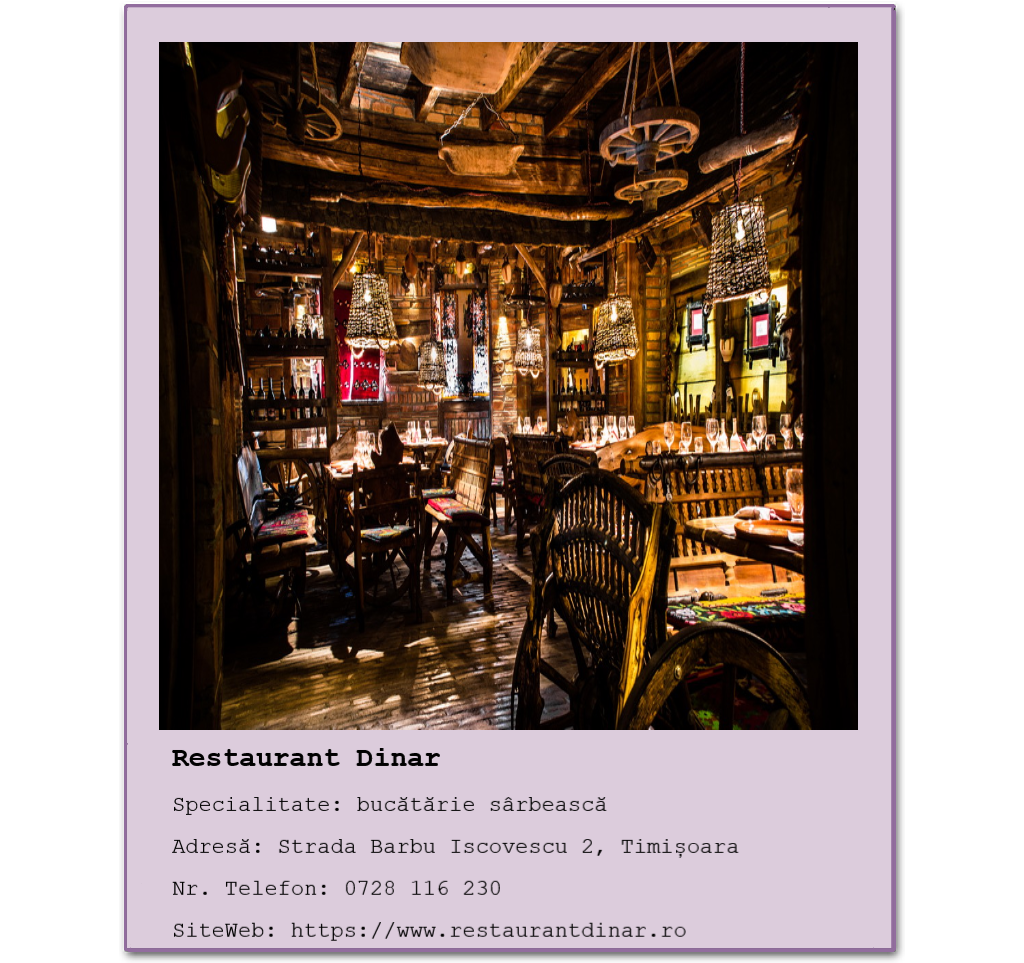 Restaurant Dinar
Specialitate: bucătărie sârbească
Adresă: Strada Barbu Iscovescu 2, Timișoara
Nr. Telefon: 0728 116 230
SiteWeb: https://www.restaurantdinar.ro